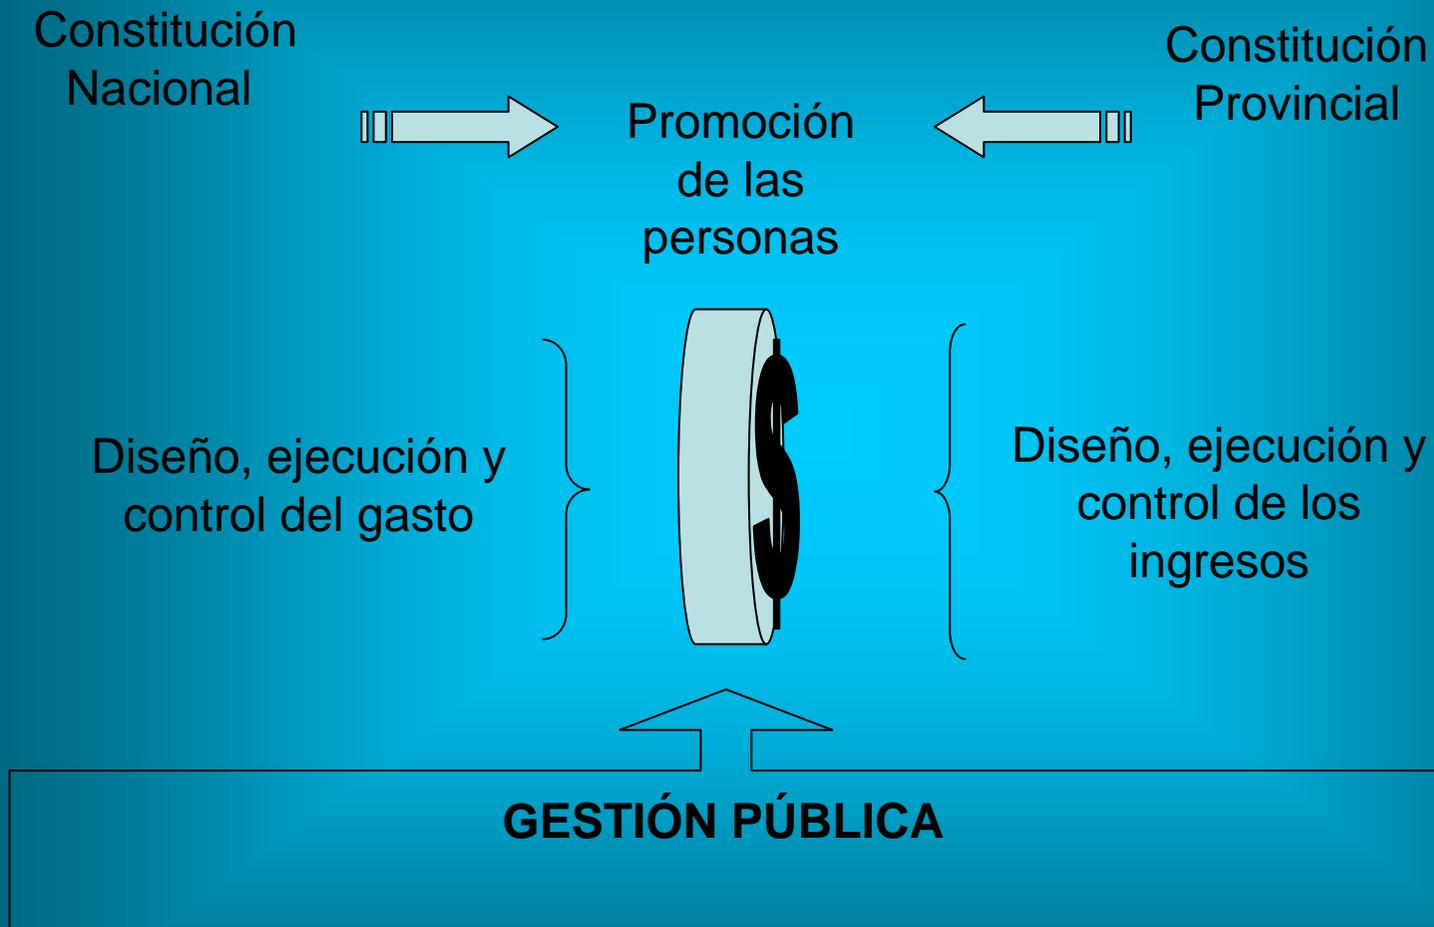 Constitución
Nacional
Constitución
Provincial
Promoción
de las
personas
Diseño, ejecución y
control del gasto
$
Diseño, ejecución y
control de los
ingresos
GESTIÓN PÚBLICA